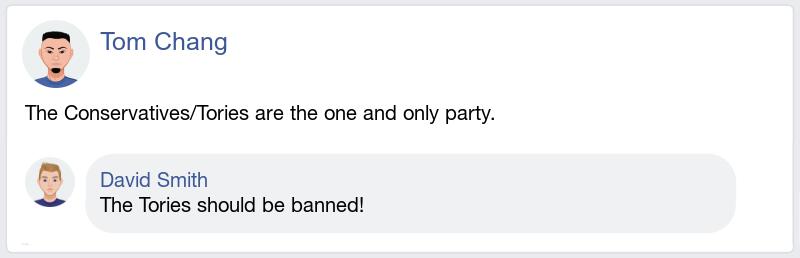 Tom Chang
The Conservatives/Tories are the one and only party.
David Smith
The Tories should be banned!